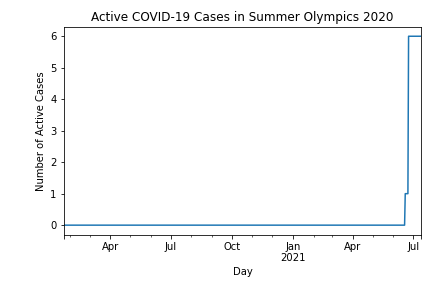 Active COVID-19 Cases in Summer Olympics 2020
Number of Active Cases
6
5
4
3
2
1
0
Apr Jul Oct Jan Apr Jul
2021
Day